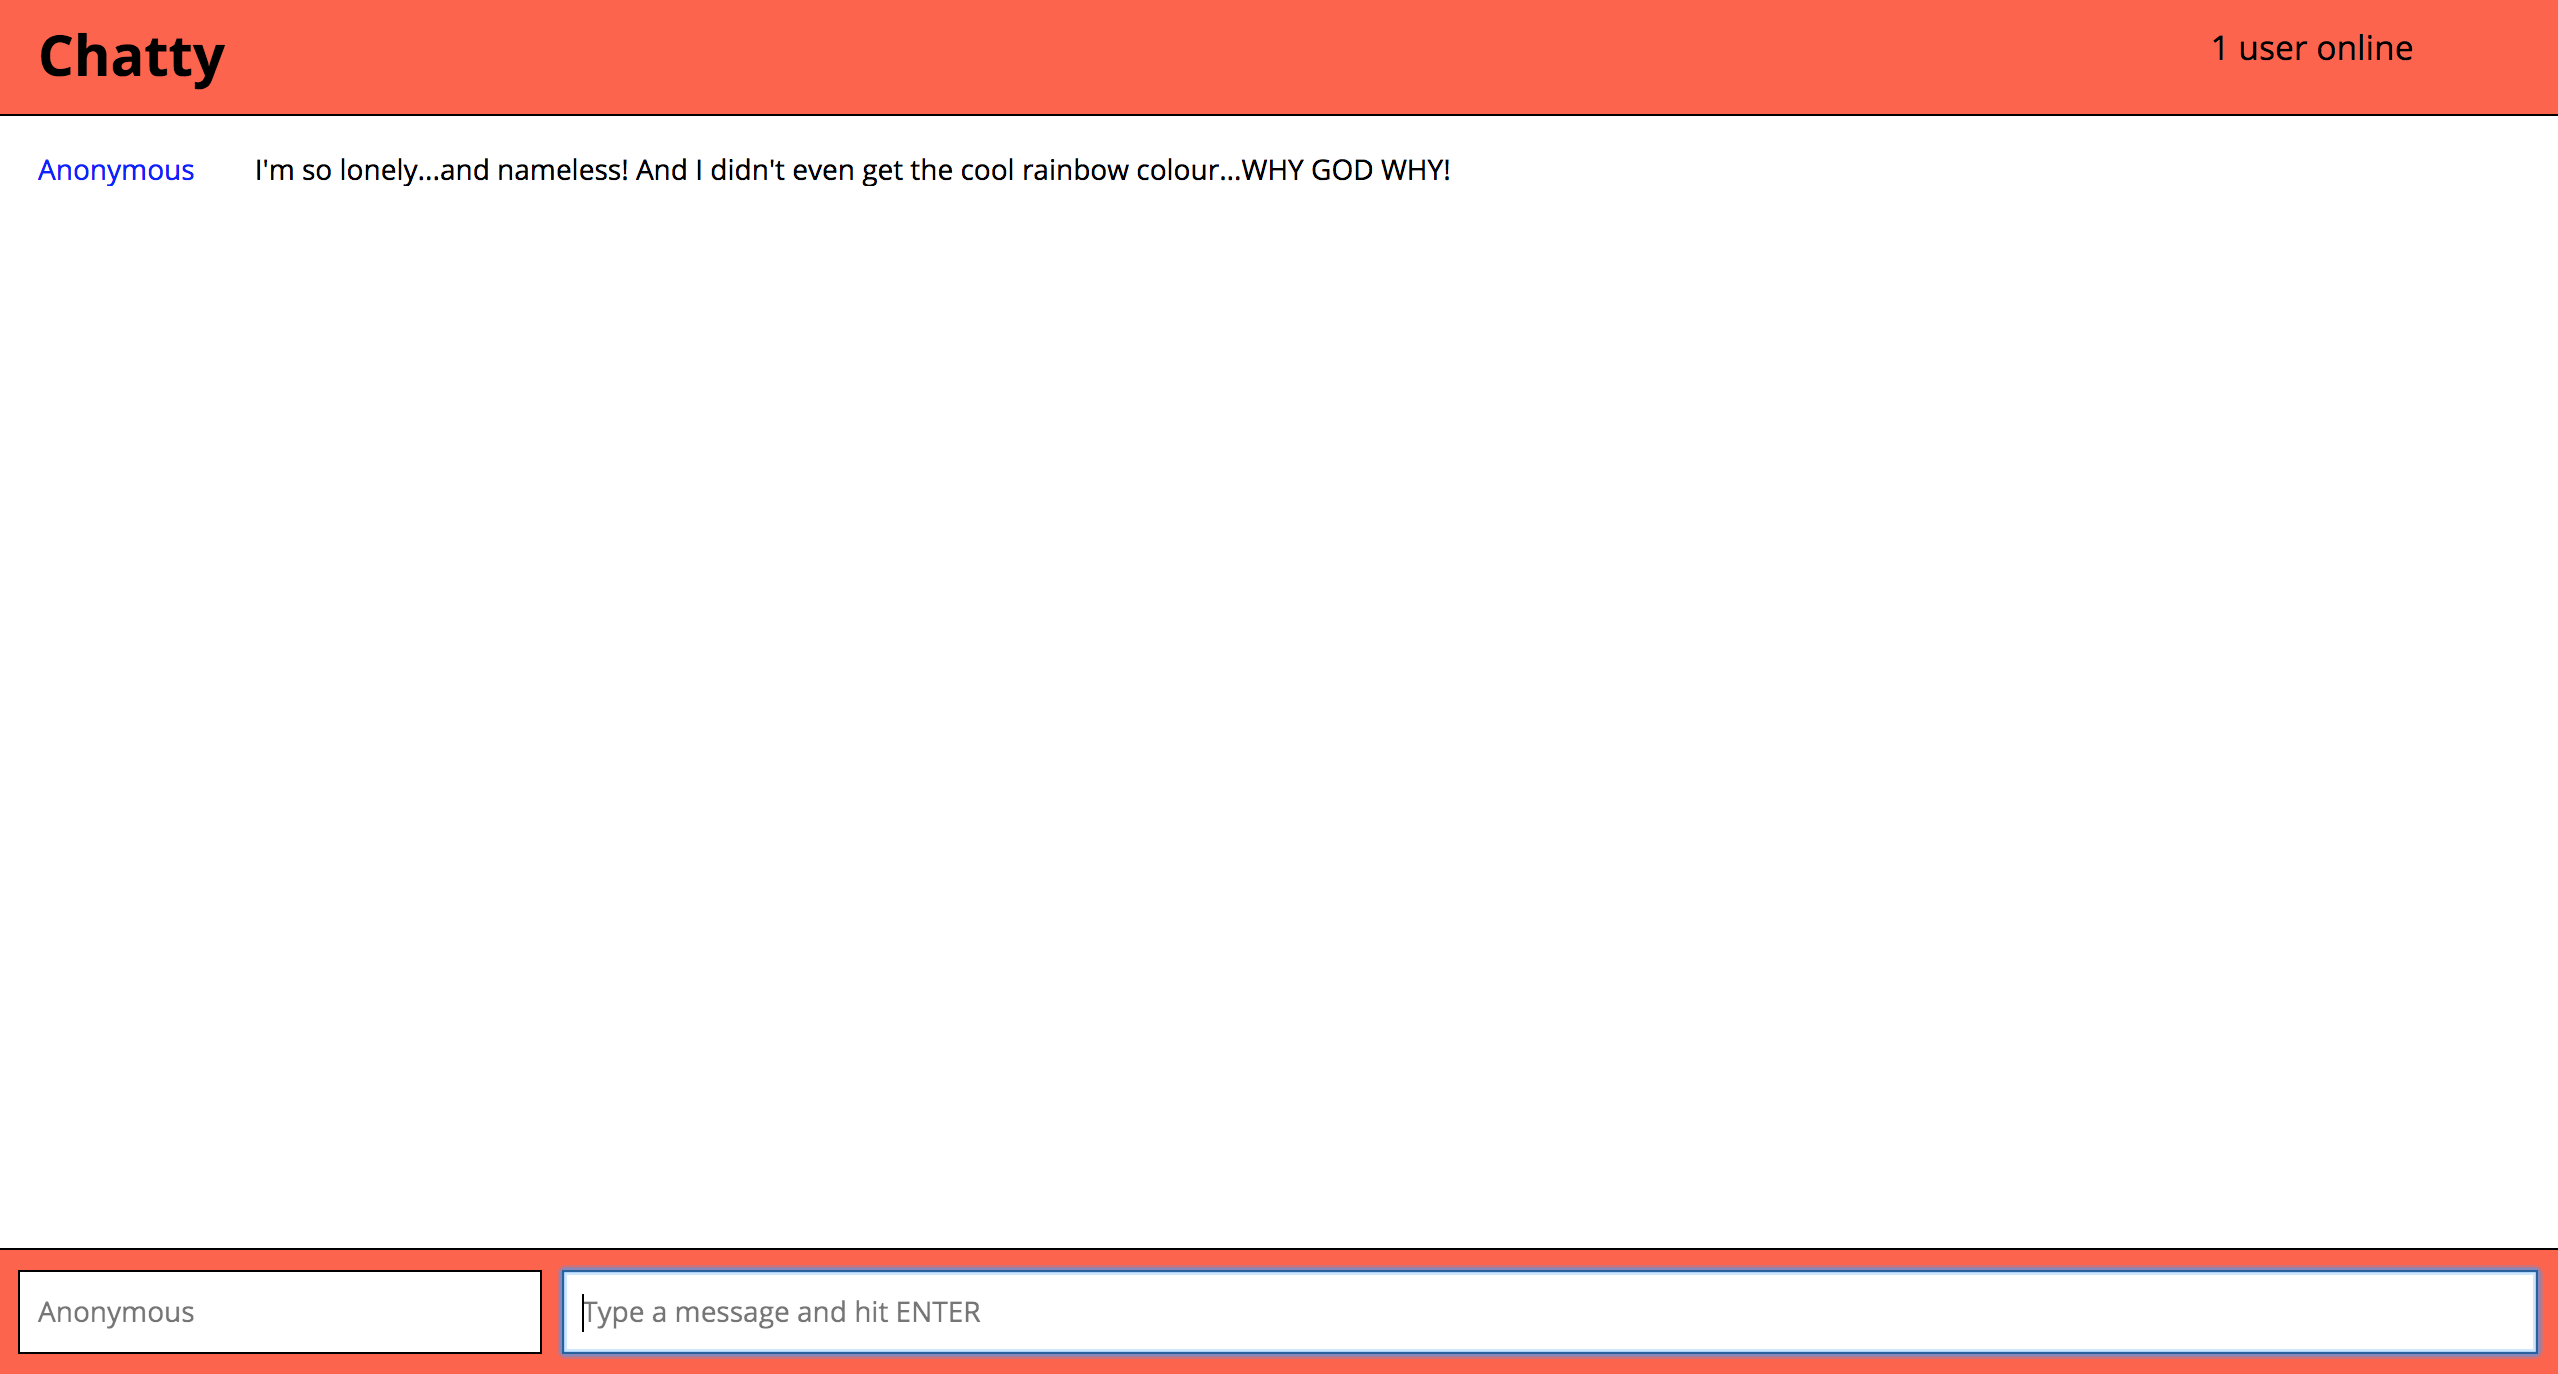 Chatty
1 user online
Anonymous I'm so lonely...and nameless! And I didn't even get the cool rainbow colour...WHY GOD WHY!
Anonymous
Type a message and hit ENTER